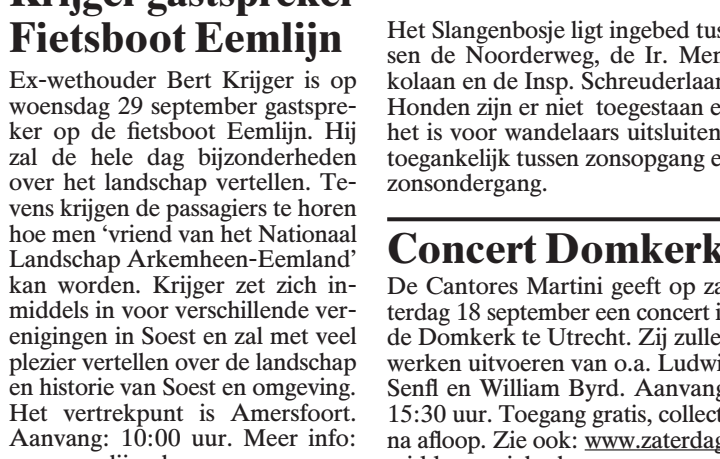 Krijger gastspreker
Fietsboot Eemlijn
Ex-wethouder Bert Krijger is op
woensdag 29 september gastspre-
ker op de fietsboot Eemlijn. Hij
zal de hele dag bijzonderheden
over het landschap vertellen. Te-
vens krijgen de passagiers te horen
hoe men ‘vriend van het Nationaal
Landschap Arkemheen-Eemland’
kan worden. Krijger zet zich in-
middels in voor verschillende ver-
enigingen in Soest en zal met veel
plezier vertellen over de landschap
en historie van Soest en omgeving.
Het vertrekpunt is Amersfoort.
Aanvang: 10:00 uur. Meer info:
Het Slangenbosje ligt ingebed tus
sen de Noorderweg, de Ir. Men
kolaan en de Insp. Schreuderlaan
Honden zijn er niet toegestaan e
het is voor wandelaars uitsluiten
toegankelijk tussen zonsopgang e
zonsondergang.
Concert Domkerk
De Cantores Martini geeft op za
terdag 18 september een concert i
de Domkerk te Utrecht. Zij zulle
werken uitvoeren van o.a. Ludwi
Senfl en William Byrd. Aanvang
15:30 uur. Toegang gratis, collect
na afloop. Zie ook: www.zaterdag